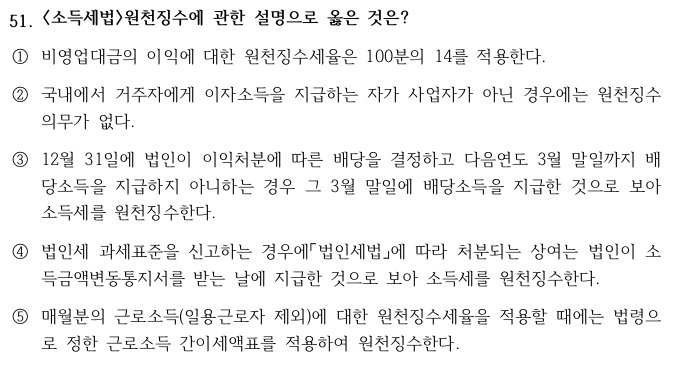 51. <소득세법>원천징수에 관한 설명으로 옳은 것은?
① 비영업대금의 이익에 대한 원천징수세율은 100분의 14를 적용한다.
② 국내에서 거주자에게 이자소득을 지급하는 자가 사업자가 아닌 경우에는 원천징수
의무가 없다.
③ 12월 31일에 법인이 이익처분에 따른 배당을 결정하고 다음연도 3월 말일까지 배
당소득을 지급하지 아니하는 경우 그 3월 말일에 배당소득을 지급한 것으로 보아
소득세를 원천징수한다.
④ 법인세 과세표준을 신고하는 경우에「법인세법」에 따라 처분되는 상여는 법인이 소
득금액변동통지서를 받는 날에 지급한 것으로 보아 소득세를 원천징수한다.
⑤ 매월분의 근로소득(일용근로자 제외)에 대한 원천징수세율을 적용할 때에는 법령으
로 정한 근로소득 간이세액표를 적용하여 원천징수한다.